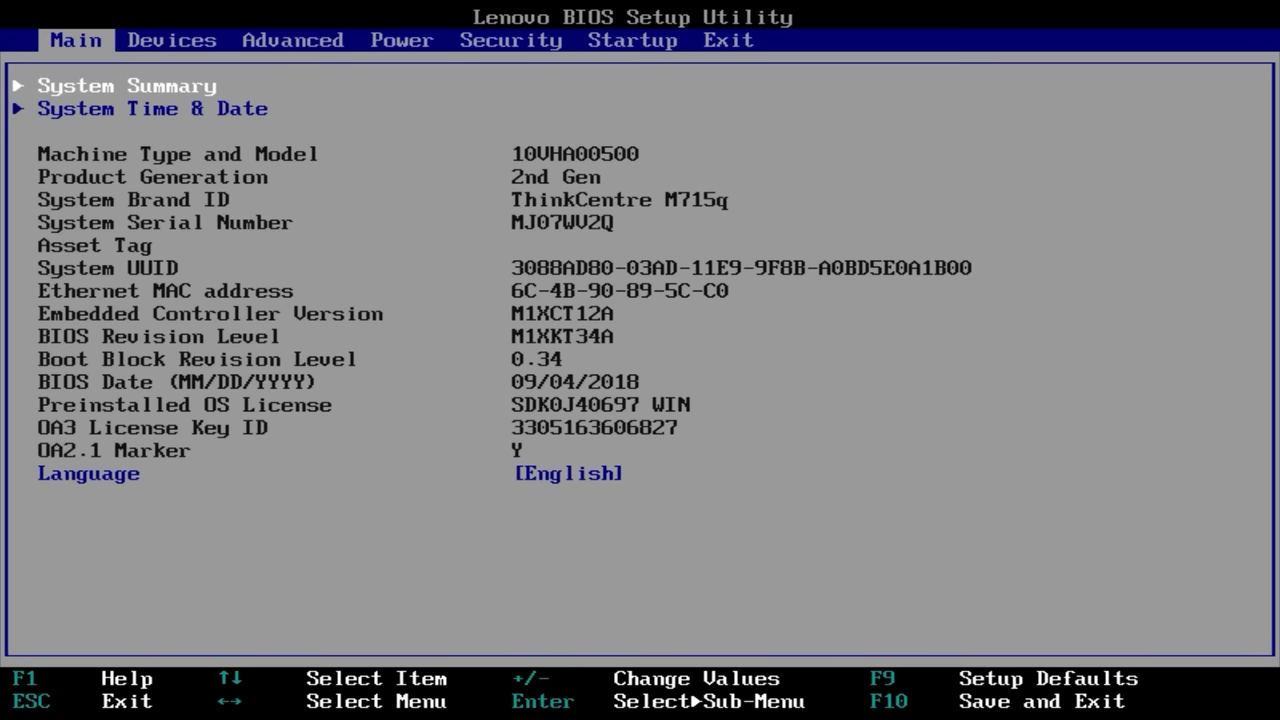 Lenovo BIOS Setup Utility
Main Devices Advanced Power Security Startup Exit
▶ System Summary
▶ System Time & Date
Machine Type and Model 10VHA00500
Product Generation 2nd Gen
System Brand ID ThinkCentre M715q
System Serial Number MJ07WV2Q
Asset Tag
System UUID 3088AD80-03AD-11E9-9F8B-A0BD5E0A1B00
Ethernet MAC address 6C-4B-90-89-5C-C0
Embedded Controller Version M1XCT12A
BIOS Revision Level M1XKT34A
Boot Block Revision Level 0.34
BIOS Date (MM/DD/YYYY) 09/04/2018
Preinstalled OS License SDK0J40697 WIN
OA3 License Key ID 3305163606827
OA2.1 Marker Y
Language [English]
F1 Help ↑↓ Select Item +/- Change Values F9 Setup Defaults
ESC Exit ←→ Select Menu Enter Select▶Sub-Menu F10 Save and Exit